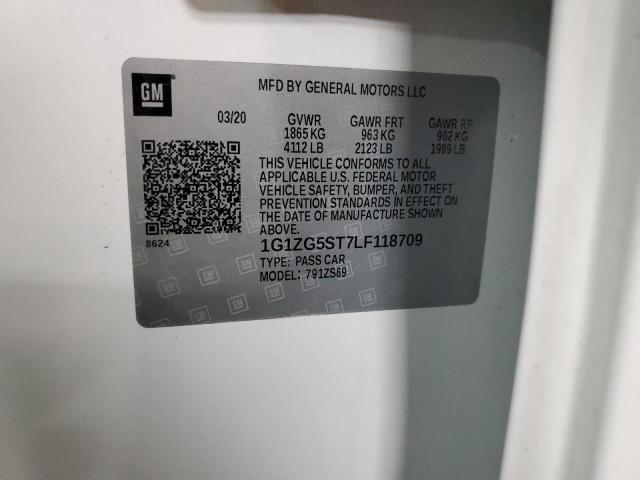 GM
MFD BY GENERAL MOTORS LLC
03/20 GVWR GAWR FRT GAWR RP
1865 KG 963 KG 902 KG
4112 LB 2123 LB 1989 LB
THIS VEHICLE CONFORMS TO ALL
APPLICABLE U.S. FEDERAL MOTOR
VEHICLE SAFETY, BUMPER, AND THEFT
PREVENTION STANDARDS IN EFFECT ON
THE DATE OF MANUFACTURE SHOWN
ABOVE.
8624
1G1ZG5ST7LF118709
TYPE: PASS CAR
MODEL: 791ZS69